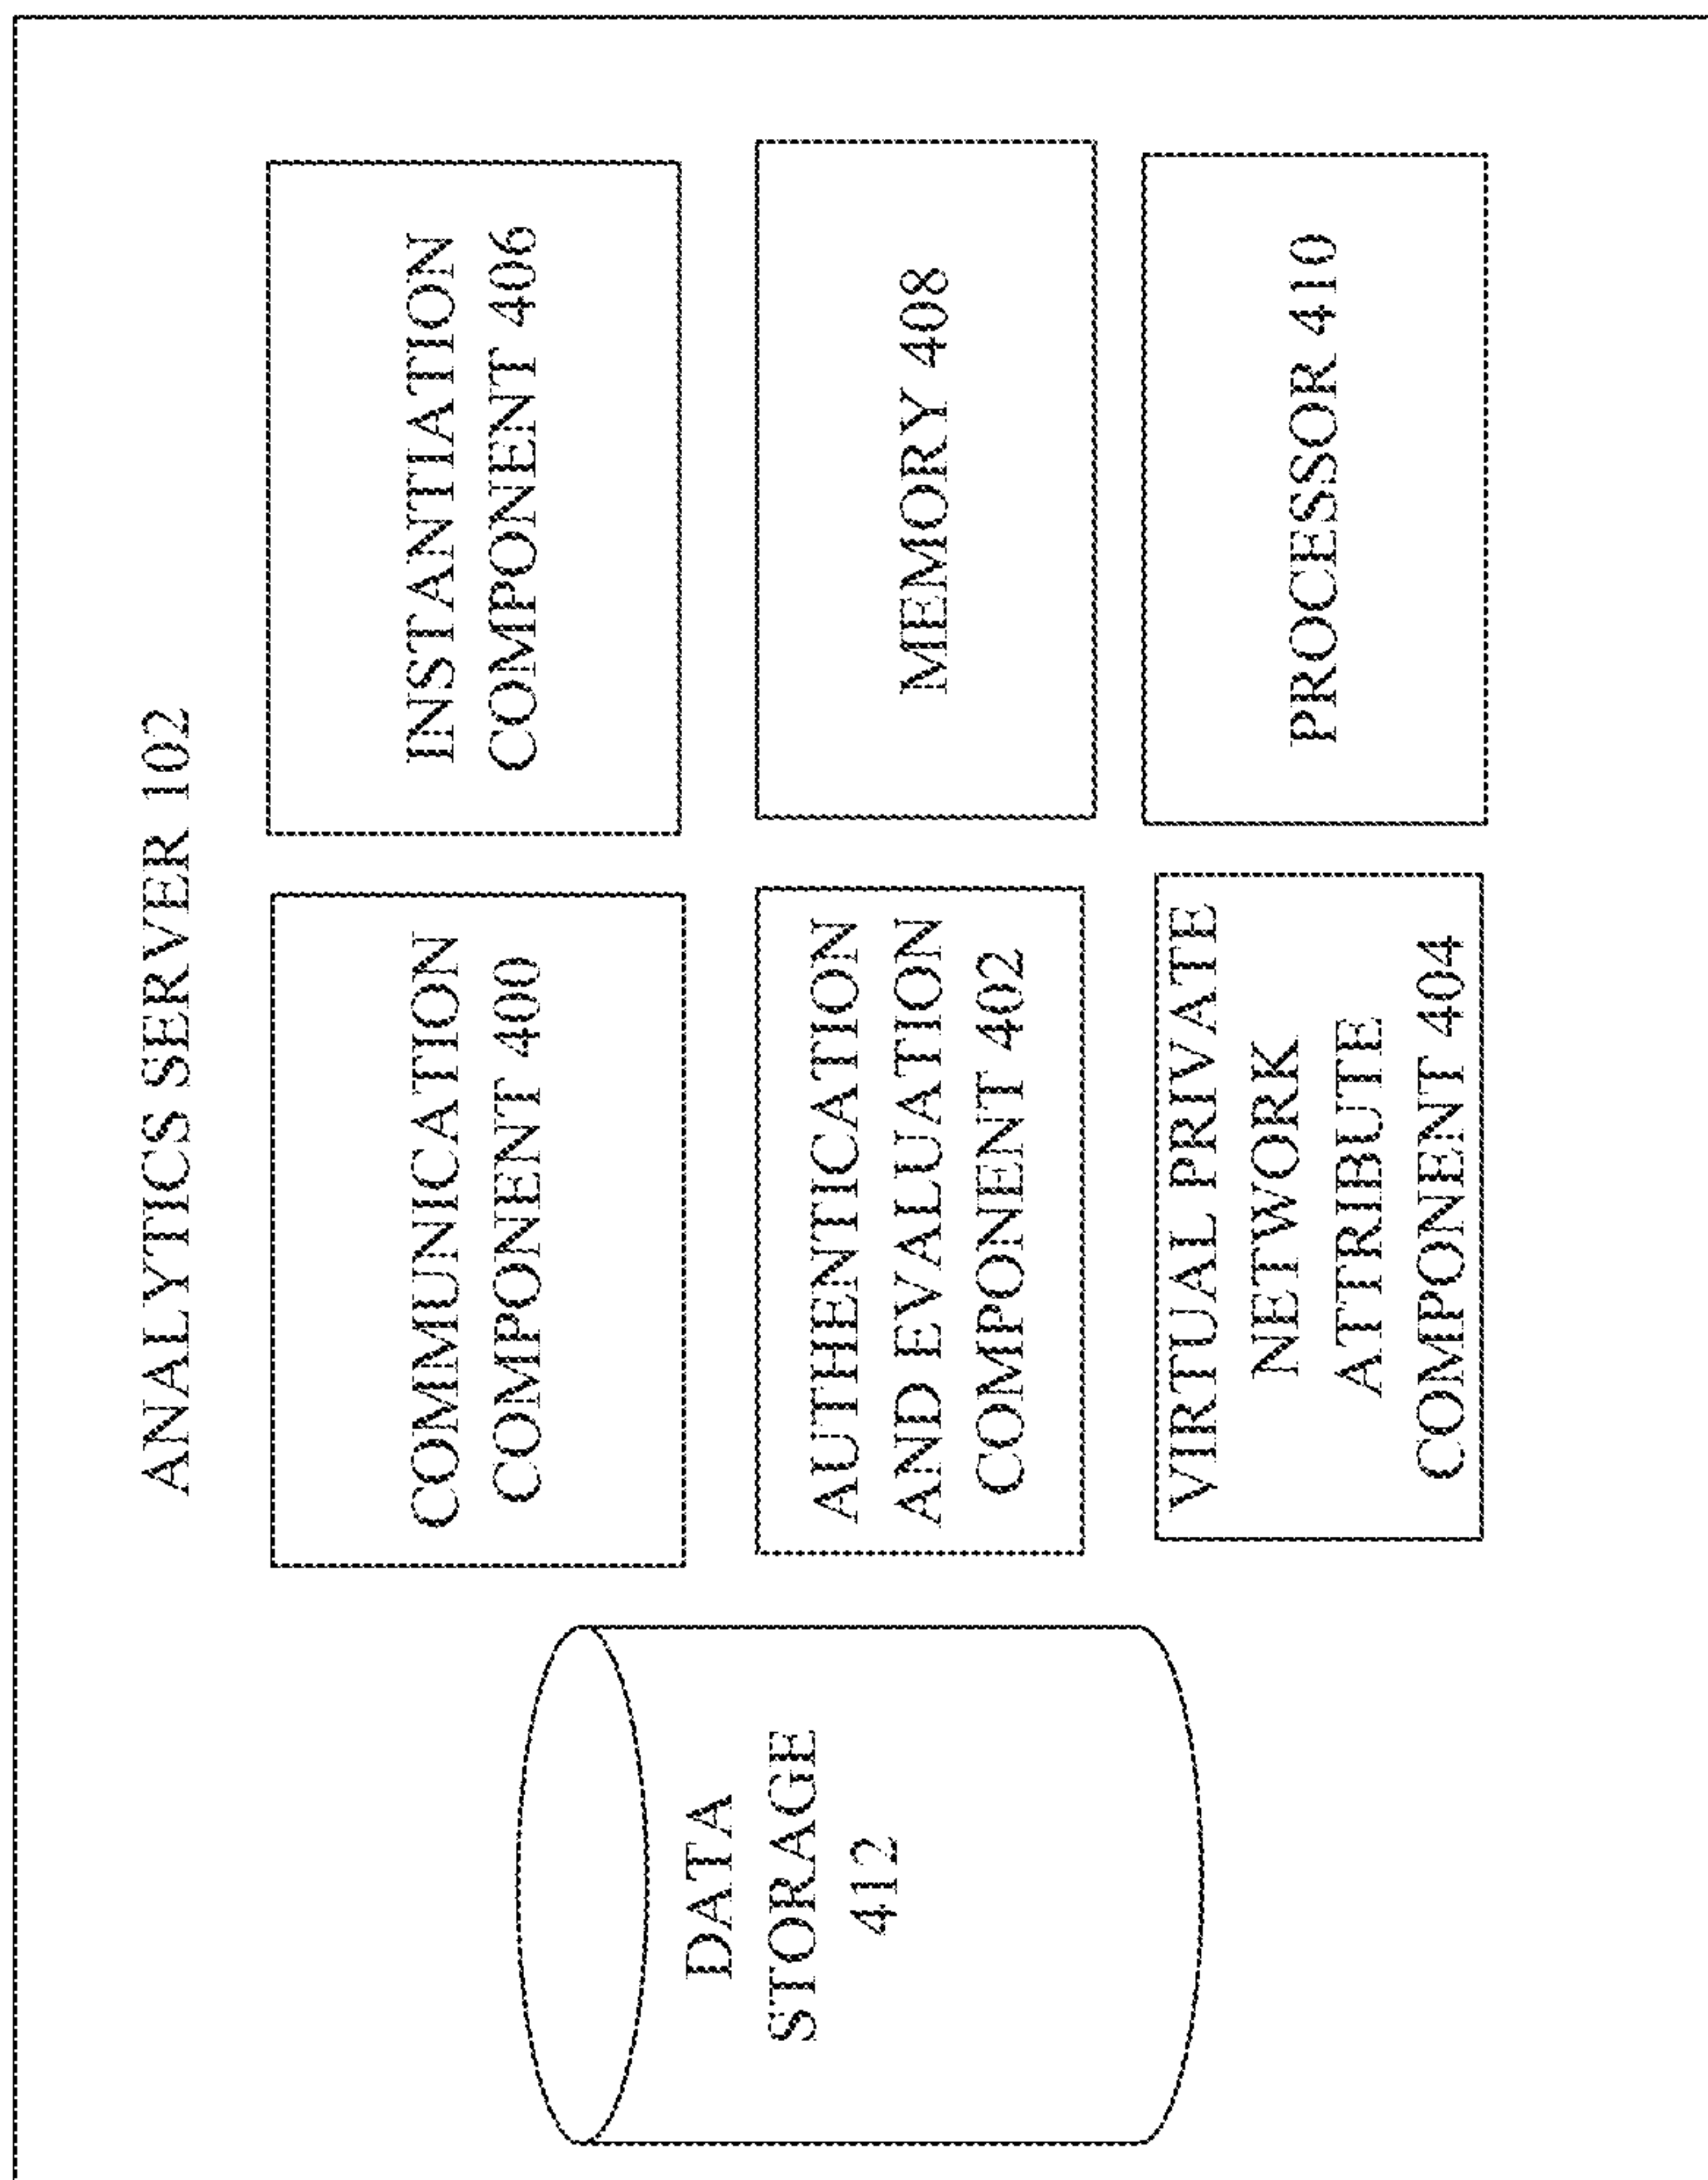 ANALYTICS SERVER 102
DATA
STORAGE
412
COMMUNICATION
COMPONENT 400
AUTHENTICATION
AND EVALUATION
COMPONENT 402
VIRTUAL PRIVATE
NETWORK
ATTRIBUTE
COMPONENT 404
INSTANTIATION
COMPONENT 406
MEMORY 408
PROCESSOR 410